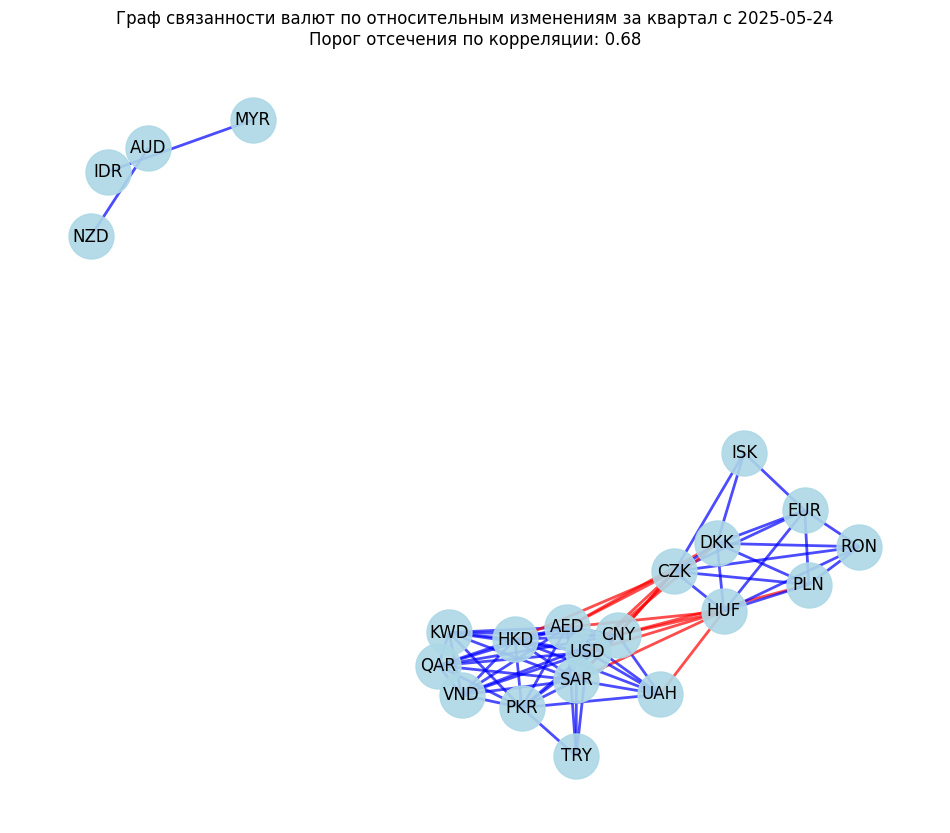 Граф связанности валют по относительным изменениям за квартал с 2025-05-24
Порог отсечения по корреляции: 0.68
MYR
AUD
IDR
NZD
ISK
EUR
DKK
RON
CZK
PLN
HUF
AED
KWD
CNY
HKD
USD
QAR
SAR
VND
UAH
PKR
TRY